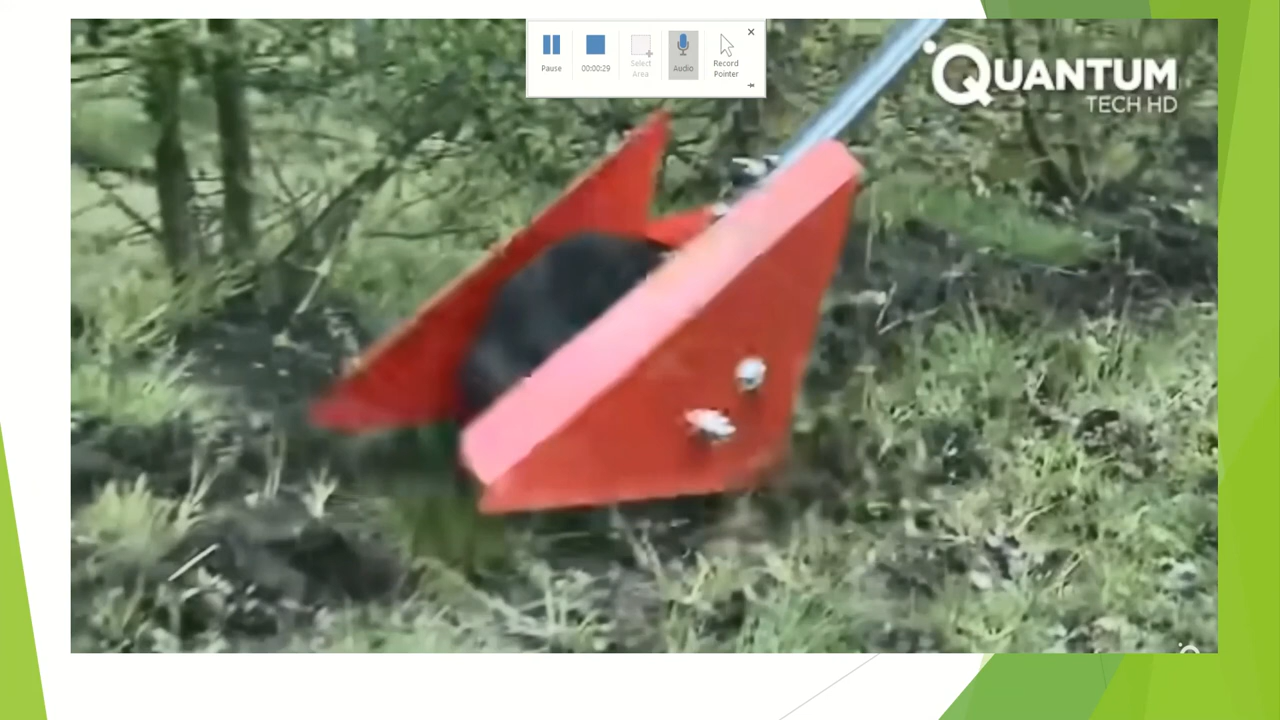 Pause
00:00:29
Select
Area
Audio
Record
Pointer
QUANTUM
TECH HD